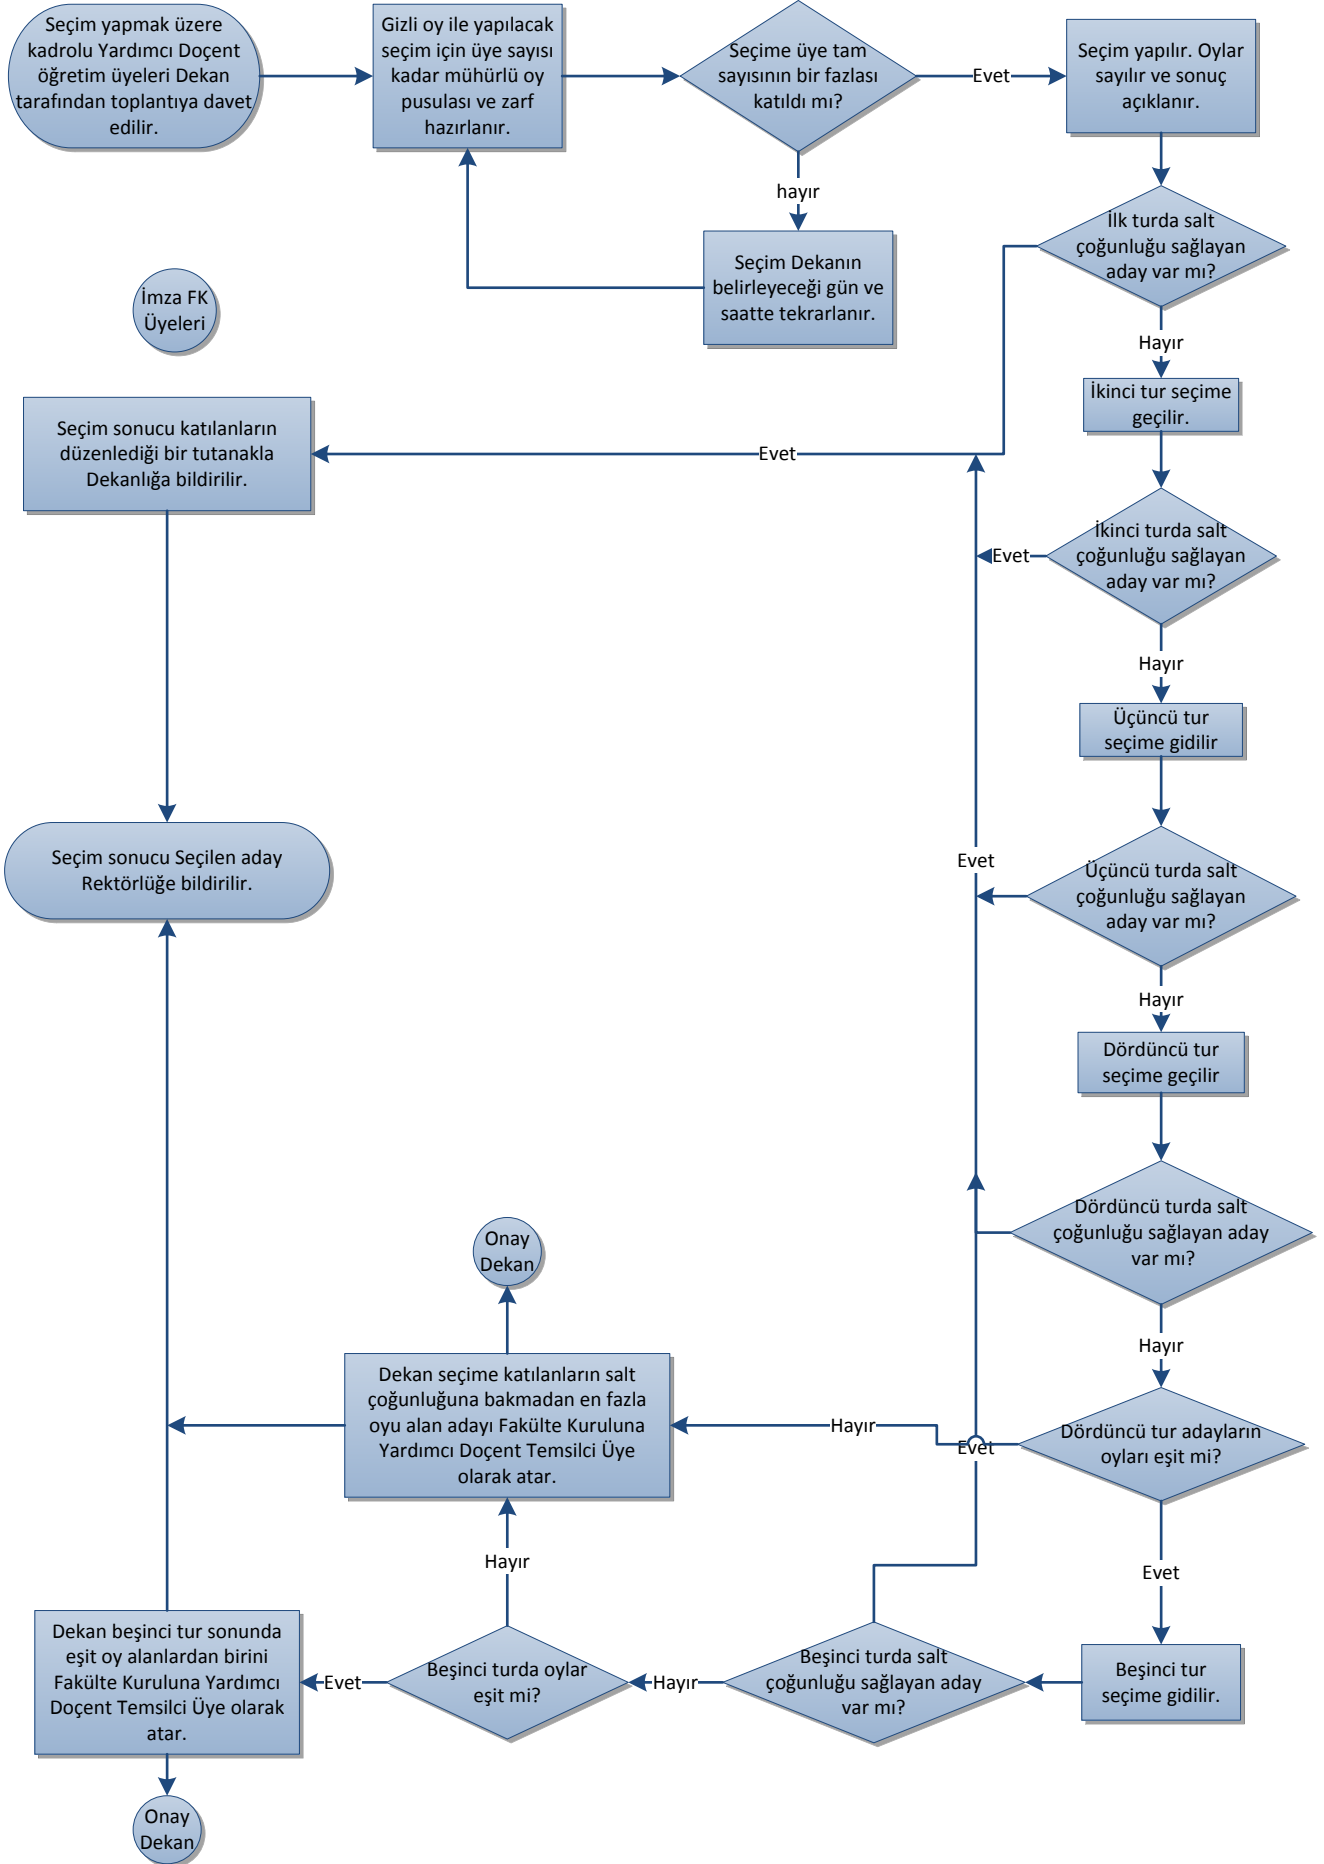 Seçim yapmak üzere
kadrolu Yardımcı Doçent
öğretim üyeleri Dekan
tarafından toplantıya davet
edilir.
Gizli oy ile yapılacak
seçim için üye sayısı
kadar mühürlü oy
pusulası ve zarf
hazırlanır.
Seçime üye tam
sayısının bir fazlası
katıldı mı?
Evet
Seçim yapılır. Oylar
sayılır ve sonuç
açıklanır.
hayır
Seçim Dekanın
belirleyeceği gün ve
saatte tekrarlanır.
İlk turda salt
çoğunluğu sağlayan
aday var mı?
İmza FK
Üyeleri
Hayır
İkinci tur seçime
geçilir.
Evet
Seçim sonucu katılanların
düzenlediği bir tutanakla
Dekanlığa bildirilir.
İkinci turda salt
çoğunluğu sağlayan
aday var mı?
Evet
Hayır
Üçüncü tur
seçime gidilir
Seçim sonucu Seçilen aday
Rektörlüğe bildirilir.
Evet
Üçüncü turda salt
çoğunluğu sağlayan
aday var mı?
Hayır
Dördüncü tur
seçime geçilir
Dördüncü turda salt
çoğunluğu sağlayan aday
var mı?
Onay
Dekan
Hayır
Dekan seçime katılanların salt
çoğunluğuna bakmadan en fazla
oyu alan adayı Fakülte Kuruluna
Yardımcı Doçent Temsilci Üye
olarak atar.
Hayır
Evet
Dördüncü tur adayların
oyları eşit mi?
Hayır
Evet
Dekan beşinci tur sonunda
eşit oy alanlardan birini
Fakülte Kuruluna Yardımcı
Doçent Temsilci Üye olarak
atar.
Evet
Beşinci turda oylar
eşit mi?
Hayır
Beşinci turda salt
çoğunluğu sağlayan aday
var mı?
Beşinci tur
seçime gidilir.
Onay
Dekan